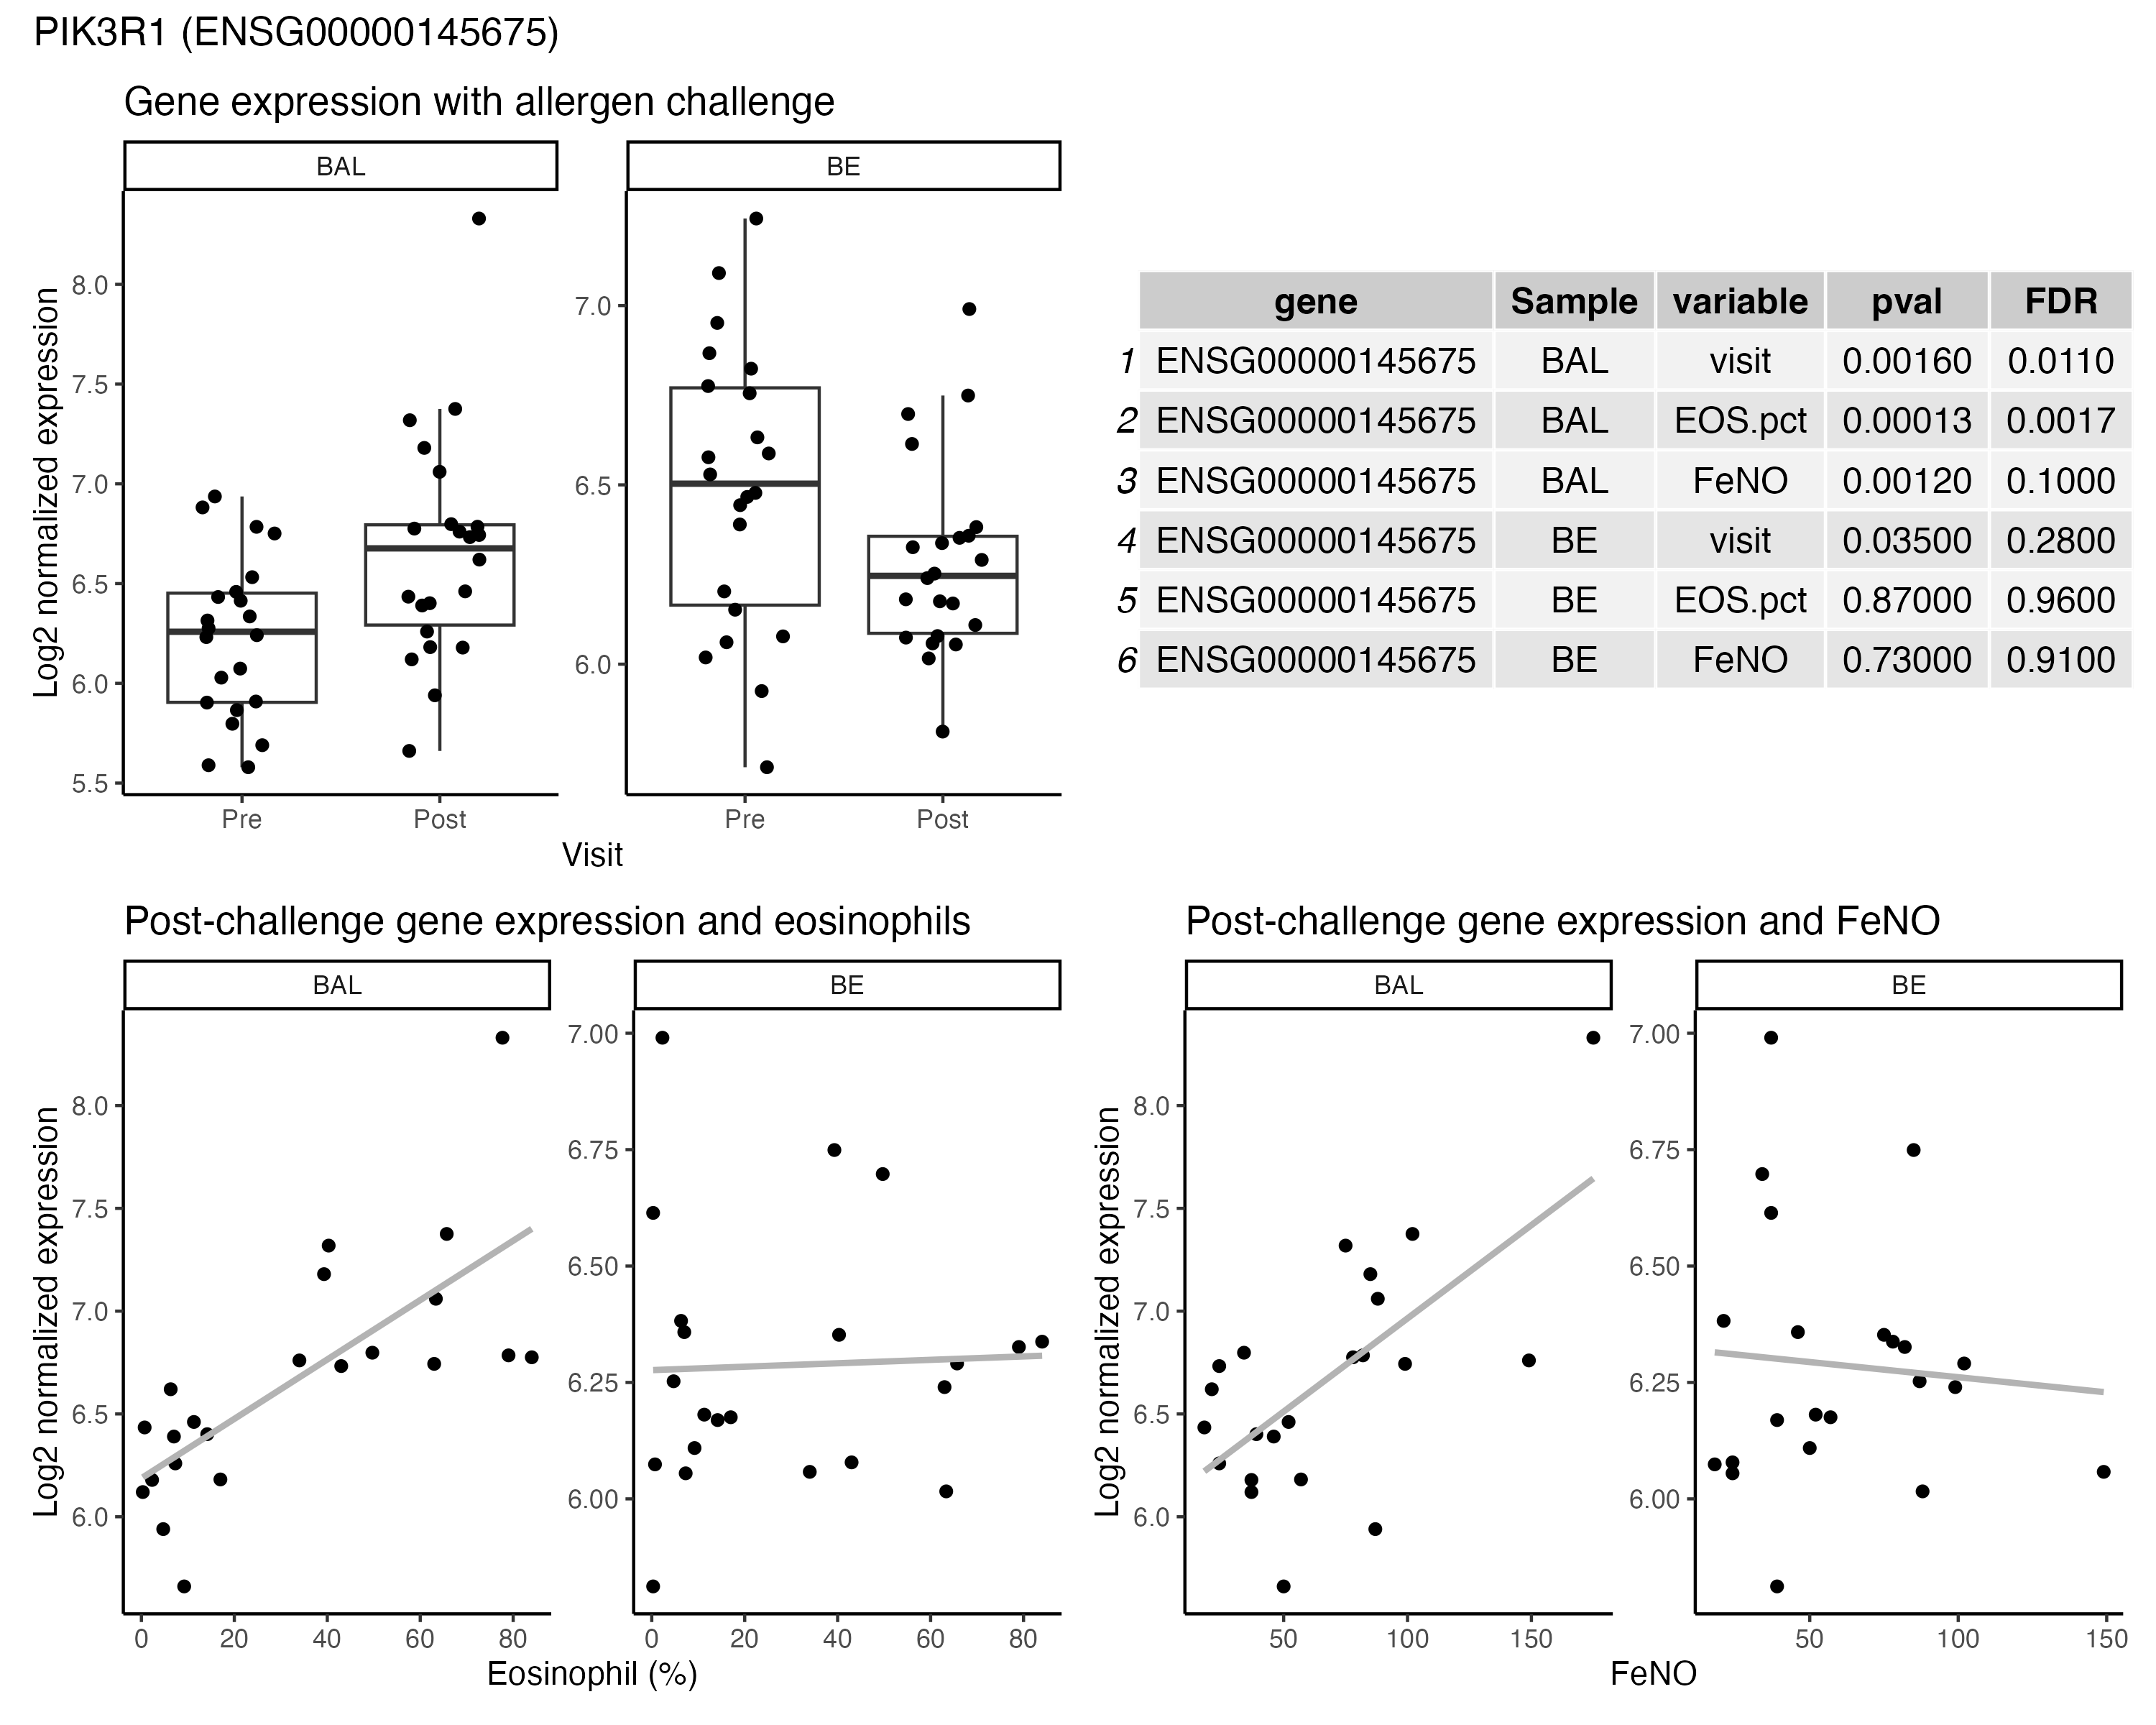 PIK3R1 (ENSG00000145675)
Gene expression with allergen challenge
BAL BE
Log2 normalized expression
8.0
7.5
7.0
6.5
6.0
5.5
7.0
6.5
6.0
Pre Post Pre Post
Visit
gene Sample variable pval FDR
1 ENSG00000145675 BAL visit 0.00160 0.0110
2 ENSG00000145675 BAL EOS.pct 0.00013 0.0017
3 ENSG00000145675 BAL FeNO 0.00120 0.1000
4 ENSG00000145675 BE visit 0.03500 0.2800
5 ENSG00000145675 BE EOS.pct 0.87000 0.9600
6 ENSG00000145675 BE FeNO 0.73000 0.9100
Post-challenge gene expression and eosinophils
BAL BE
Log2 normalized expression
8.0
7.5
7.0
6.5
6.0
7.00
6.75
6.50
6.25
6.00
0 20 40 60 80 0 20 40 60 80
Eosinophil (%)
Post-challenge gene expression and FeNO
BAL BE
Log2 normalized expression
8.0
7.5
7.0
6.5
6.0
7.00
6.75
6.50
6.25
6.00
50 100 150 50 100 150
FeNO